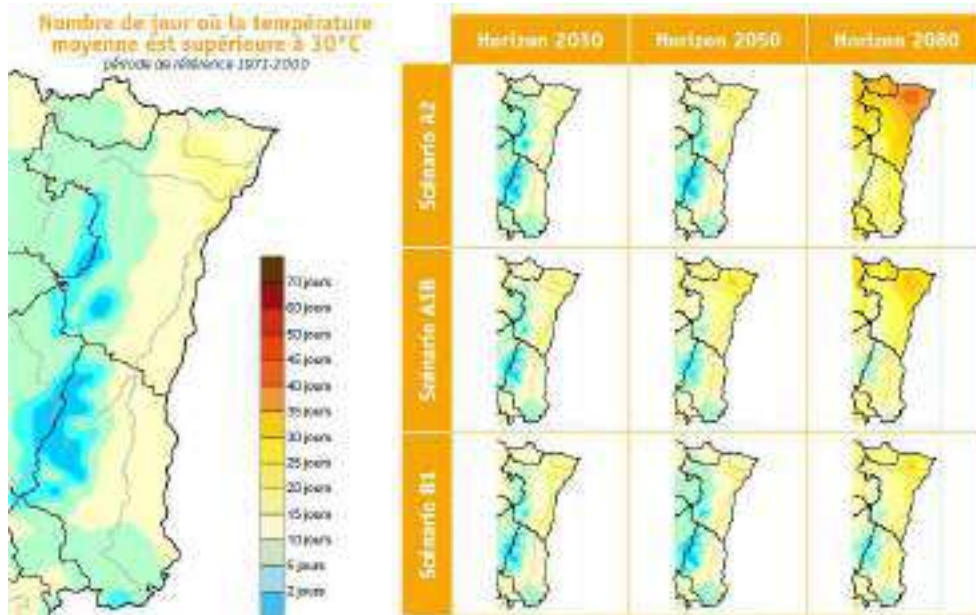 Nombre de jour où la température
moyenne est supérieure à 30°C
période de référence 1971-2000
Horizon 2030
Horizon 2050
Horizon 2080
Scénario A2
Scénario A1B
Scénario B1
70 jours
60 jours
50 jours
45 jours
40 jours
35 jours
30 jours
25 jours
20 jours
15 jours
10 jours
5 jours
2 jours